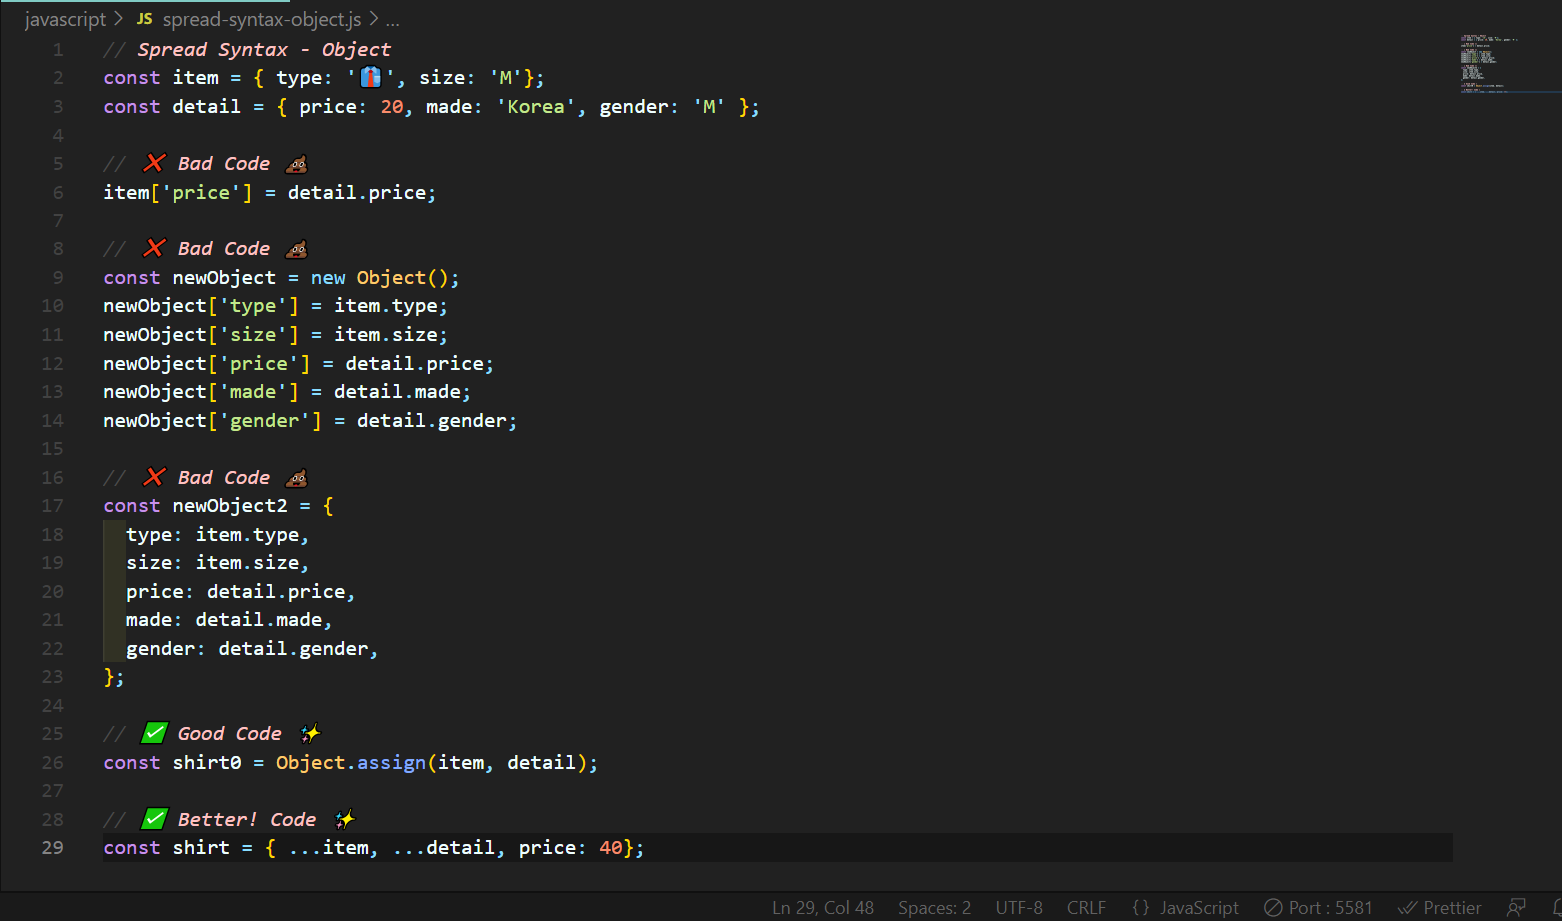 javascript > JS spread-syntax-object.js > ...
1 // Spread Syntax - Object
2 const item = { type: '👔', size: 'M'};
3 const detail = { price: 20, made: 'Korea', gender: 'M' };
4
5 // ❌ Bad Code 💩
6 item['price'] = detail.price;
7
8 // ❌ Bad Code 💩
9 const newObject = new Object();
10 newObject['type'] = item.type;
11 newObject['size'] = item.size;
12 newObject['price'] = detail.price;
13 newObject['made'] = detail.made;
14 newObject['gender'] = detail.gender;
15
16 // ❌ Bad Code 💩
17 const newObject2 = {
18   type: item.type,
19   size: item.size,
20   price: detail.price,
21   made: detail.made,
22   gender: detail.gender,
23 };
24
25 // ✅ Good Code ✨
26 const shirt0 = Object.assign(item, detail);
27
28 // ✅ Better! Code ✨
29 const shirt = { ...item, ...detail, price: 40};
Ln 29, Col 48 Spaces: 2 UTF-8 CRLF {} JavaScript Port : 5581 Prettier